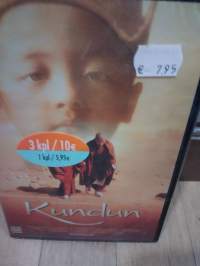 € 7,95
3 kpl / 10€
1 kpl / 5,95€
Kundun